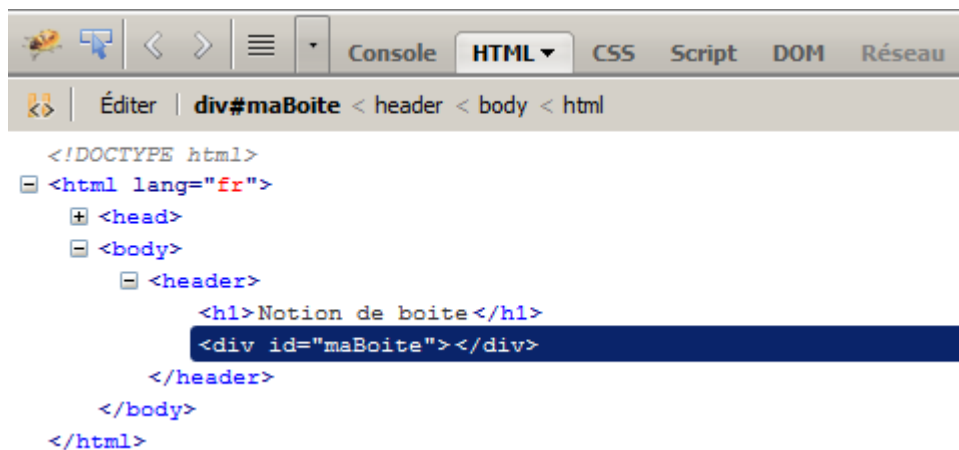 Console HTML CSS Script DOM Réseau
Éditer | div#maBoite < header < body < html
<!DOCTYPE html>
<html lang="fr">
<head>
<body>
<header>
<h1>Notion de boite</h1>
<div id="maBoite"></div>
</header>
</body>
</html>